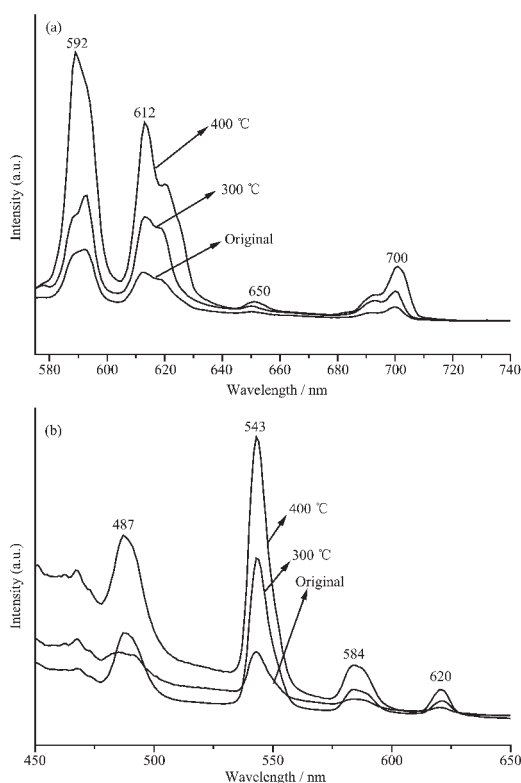 (a)
592
612
400 ℃
300 ℃
Original
650
700
Intensity (a.u.)
580 600 620 640 660 680 700 720 740
Wavelength / nm
(b)
543
487
400 ℃
300 ℃
Original
584
620
Intensity (a.u.)
450 500 550 600 650
Wavelength / nm